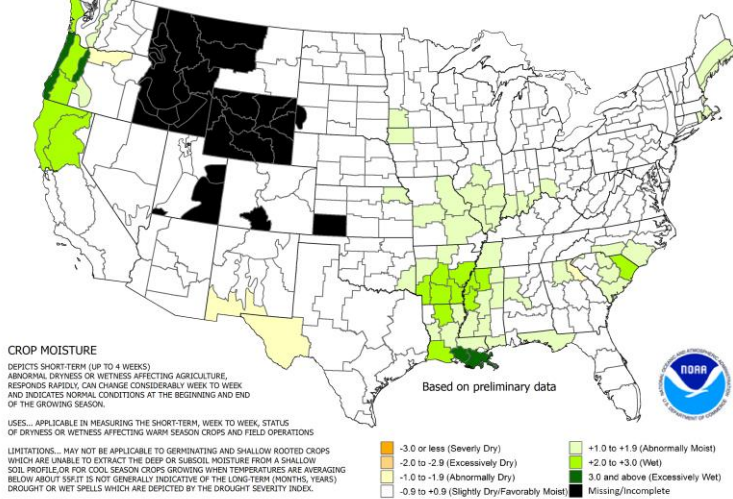 CROP MOISTURE
DEPICTS SHORT-TERM (UP TO 4 WEEKS)
ABNORMAL DRYNESS OR WETNESS AFFECTING AGRICULTURE,
RESPONDS RAPIDLY, CAN CHANGE CONSIDERABLY WEEK TO WEEK
AND INDICATES NORMAL CONDITIONS AT THE BEGINNING AND END
OF THE GROWING SEASON.
USES... APPLICABLE IN MEASURING THE SHORT-TERM, WEEK TO WEEK, STATUS
OF DRYNESS OR WETNESS AFFECTING WARM SEASON CROPS AND FIELD OPERATIONS
LIMITATIONS... MAY NOT BE APPLICABLE TO GERMINATING AND SHALLOW ROOTED CROPS
WHICH ARE UNABLE TO EXTRACT THE DEEP OR SUBSOIL MOISTURE FROM A SHALLOW
SOIL PROFILE,OR FOR COOL SEASON CROPS GROWING WHEN TEMPERATURES ARE AVERAGING
BELOW ABOUT 55F.IT IS NOT GENERALLY INDICATIVE OF THE LONG-TERM (MONTHS, YEARS)
DROUGHT OR WET SPELLS WHICH ARE DEPICTED BY THE DROUGHT SEVERITY INDEX.
Based on preliminary data
NATIONAL OCEANIC AND ATMOSPHERIC ADMINISTRATION
NOAA
U.S. DEPARTMENT OF COMMERCE
-3.0 or less (Severly Dry)
-2.0 to -2.9 (Excessively Dry)
-1.0 to -1.9 (Abnormally Dry)
-0.9 to +0.9 (Slightly Dry/Favorably Moist)
+1.0 to +1.9 (Abnormally Moist)
+2.0 to +3.0 (Wet)
3.0 and above (Excessively Wet)
Missing/Incomplete